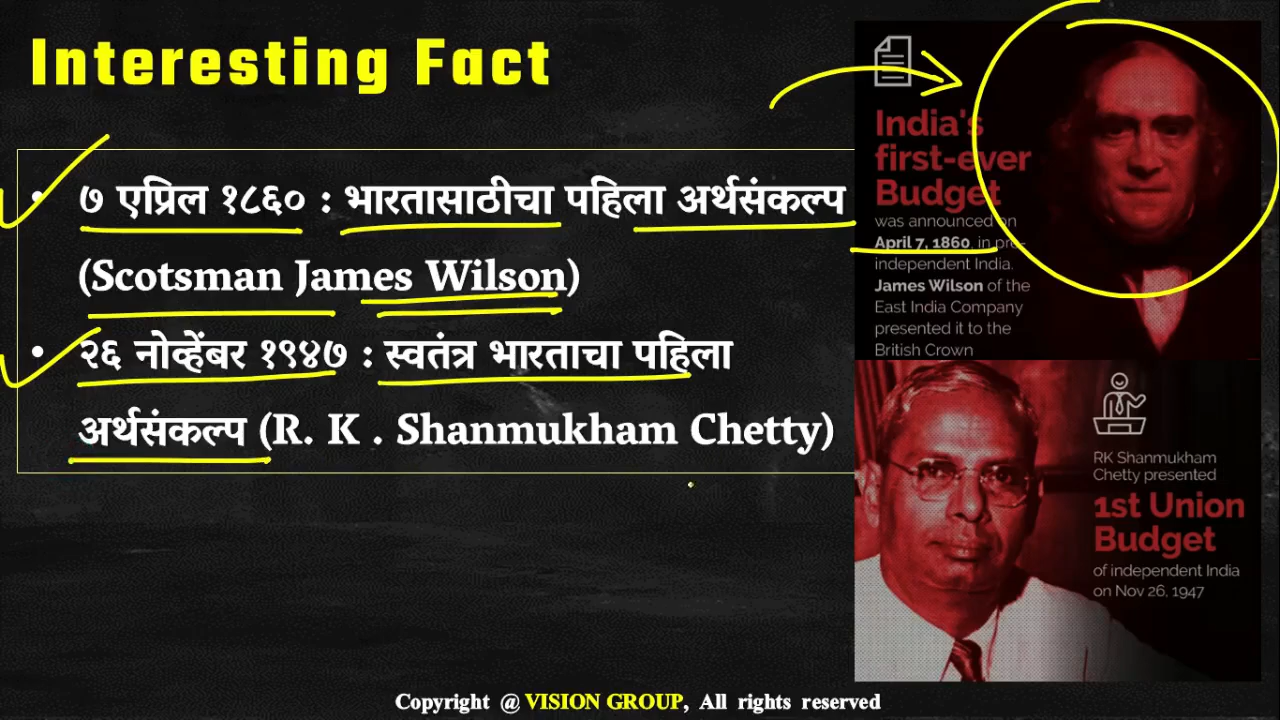 Interesting Fact
• ७ एप्रिल १८६० : भारतासाठीचा पहिला अर्थसंकल्प
(Scotsman James Wilson)
• २६ नोव्हेंबर १९४७ : स्वतंत्र भारताचा पहिला
अर्थसंकल्प (R. K . Shanmukham Chetty)
India's
first-ever
Budget
was announced on
April 7, 1860, in pre-
independent India.
James Wilson of the
East India Company
presented it to the
British Crown
RK Shanmukham
Chetty presented
1st Union
Budget
of independent India
on Nov 26, 1947
Copyright @ VISION GROUP, All rights reserved